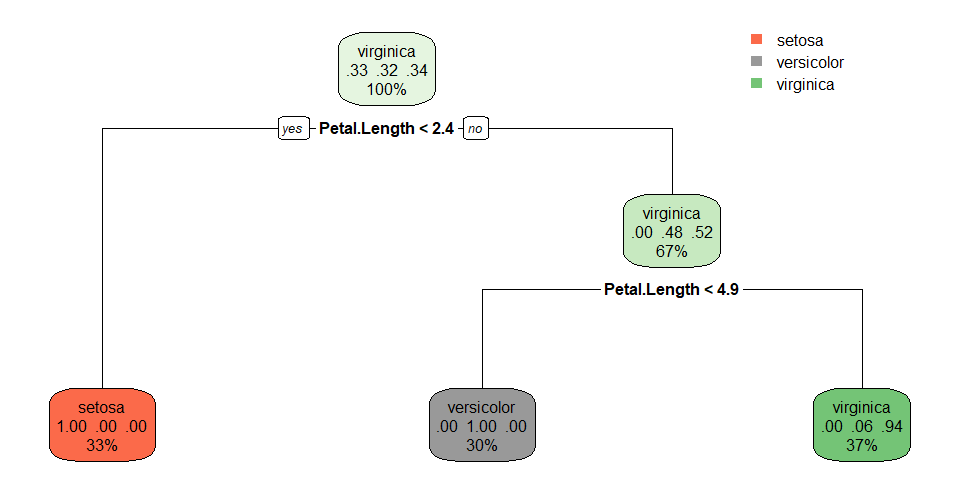 virginica
.33 .32 .34
100%
setosa
versicolor
virginica
yes Petal.Length < 2.4 no
virginica
.00 .48 .52
67%
Petal.Length < 4.9
setosa
1.00 .00 .00
33%
versicolor
.00 1.00 .00
30%
virginica
.00 .06 .94
37%